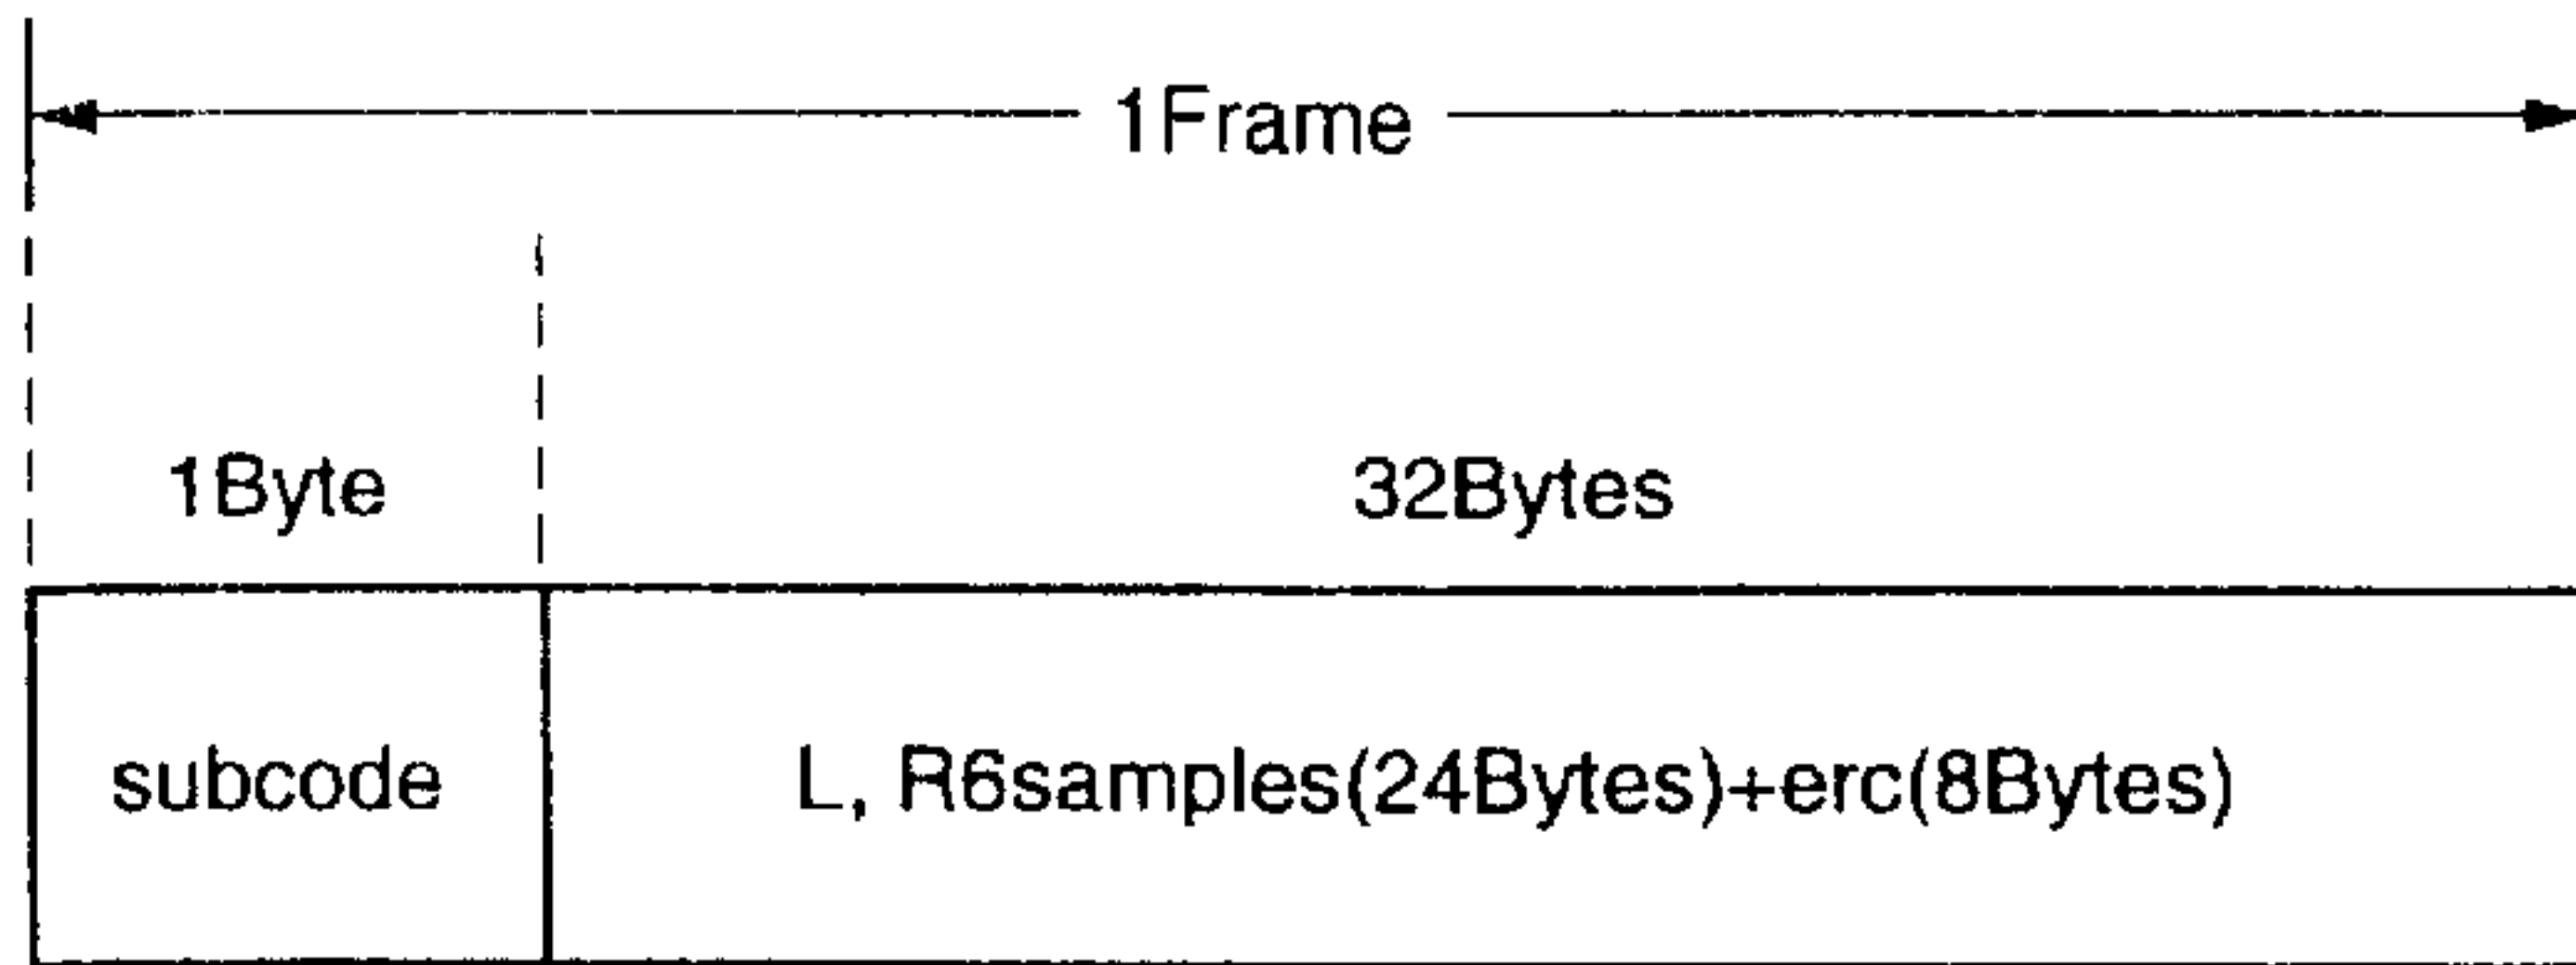 1Frame
1Byte 32Bytes
subcode L, R6samples(24Bytes)+erc(8Bytes)